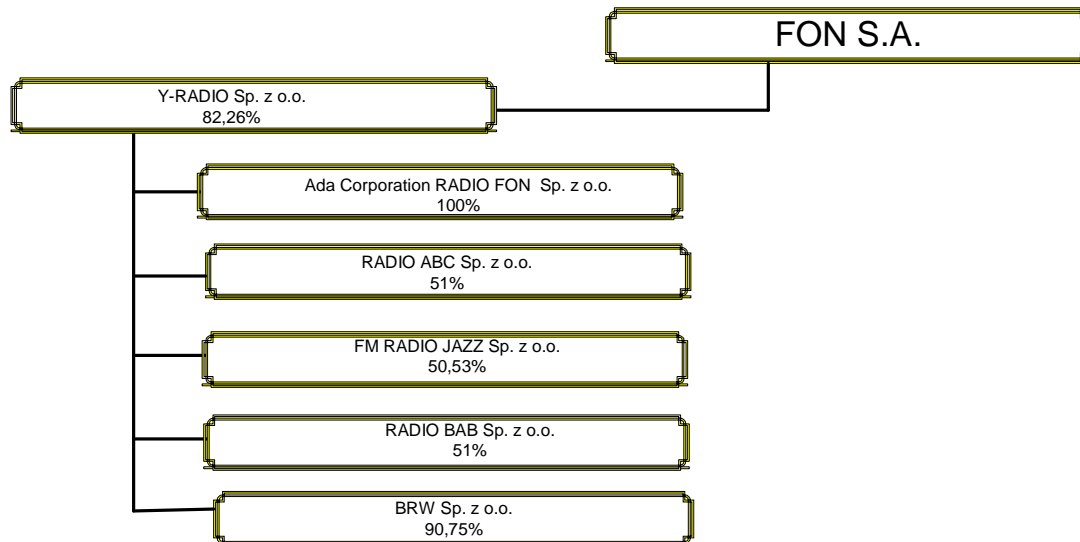 FON S.A.
Y-RADIO Sp. z o.o.
82,26%
Ada Corporation RADIO FON Sp. z o.o.
100%
RADIO ABC Sp. z o.o.
51%
FM RADIO JAZZ Sp. z o.o.
50,53%
RADIO BAB Sp. z o.o.
51%
BRW Sp. z o.o.
90,75%